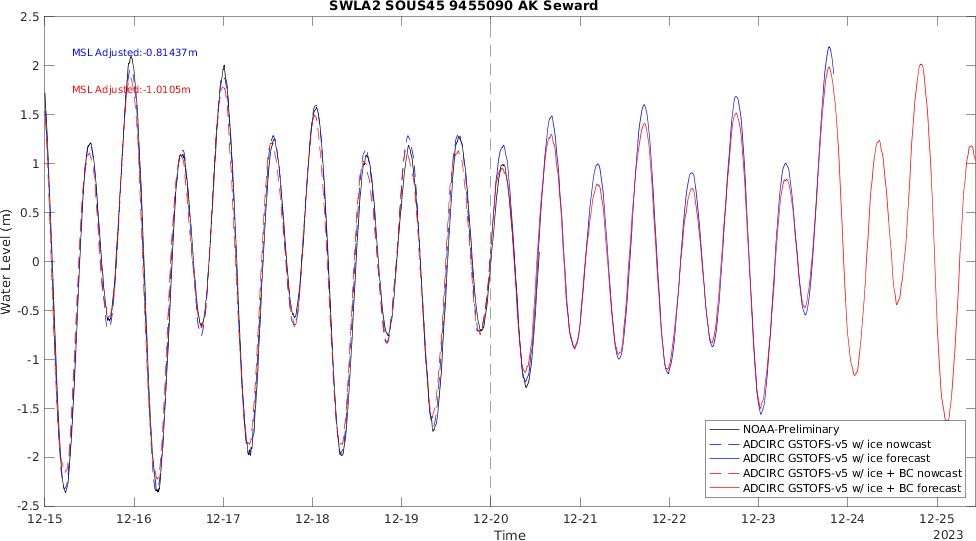 SWLA2 SOUS45 9455090 AK Seward
MSL Adjusted:-0.81437m
MSL Adjusted:-1.0105m
2.5
2
1.5
1
0.5
0
-0.5
-1
-1.5
-2
-2.5
Water Level (m)
NOAA-Preliminary
ADCIRC GSTOFS-v5 w/ ice nowcast
ADCIRC GSTOFS-v5 w/ ice forecast
ADCIRC GSTOFS-v5 w/ ice + BC nowcast
ADCIRC GSTOFS-v5 w/ ice + BC forecast
12-15 12-16 12-17 12-18 12-19 12-20 12-21 12-22 12-23 12-24 12-25
Time
2023